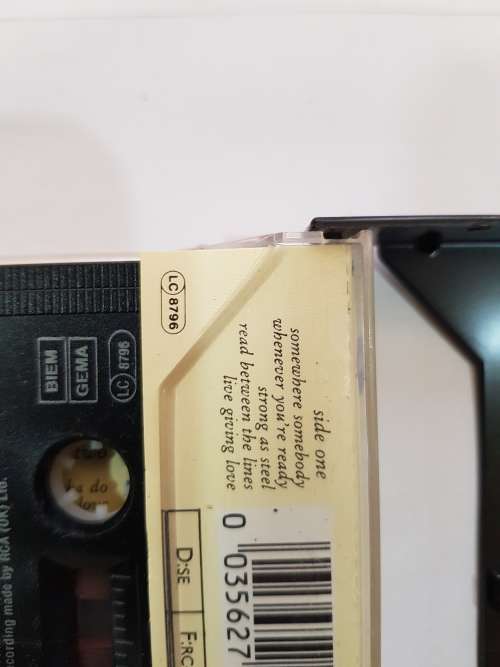 LC 8796
side one
somewhere somebody
whenever you're ready
strong as steel
read between the lines
live giving love
0 035627
D:SE
F:RC
BIEM
GEMA
LC 8796
cording made by RCA (UK) Ltd.